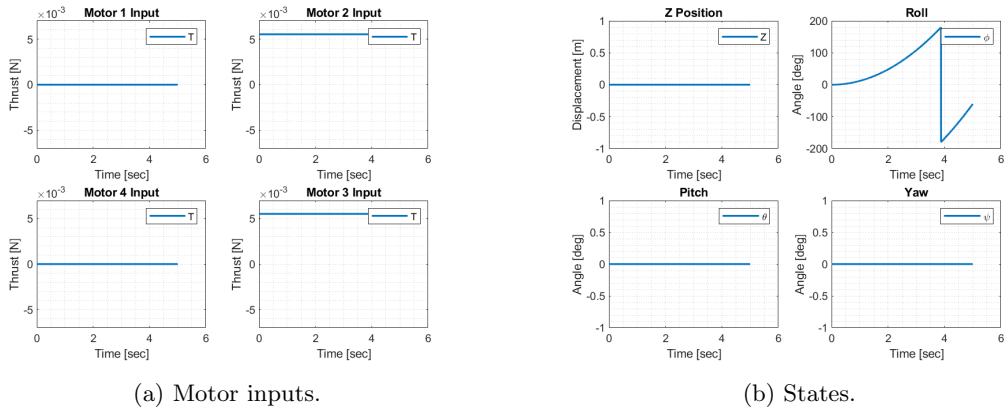 Motor 1 Input
×10⁻³
5
0
-5
Thrust [N]
T
0 2 4 6
Time [sec]
Motor 2 Input
×10⁻³
5
0
-5
Thrust [N]
T
0 2 4 6
Time [sec]
Motor 4 Input
×10⁻³
5
0
-5
Thrust [N]
T
0 2 4 6
Time [sec]
Motor 3 Input
×10⁻³
5
0
-5
Thrust [N]
T
0 2 4 6
Time [sec]
(a) Motor inputs.
Z Position
1
0.5
0
-0.5
-1
Displacement [m]
Z
0 2 4 6
Time [sec]
Roll
200
100
0
-100
-200
Angle [deg]
ϕ
0 2 4 6
Time [sec]
Pitch
1
0.5
0
-0.5
-1
Angle [deg]
θ
0 2 4 6
Time [sec]
Yaw
1
0.5
0
-0.5
-1
Angle [deg]
ψ
0 2 4 6
Time [sec]
(b) States.